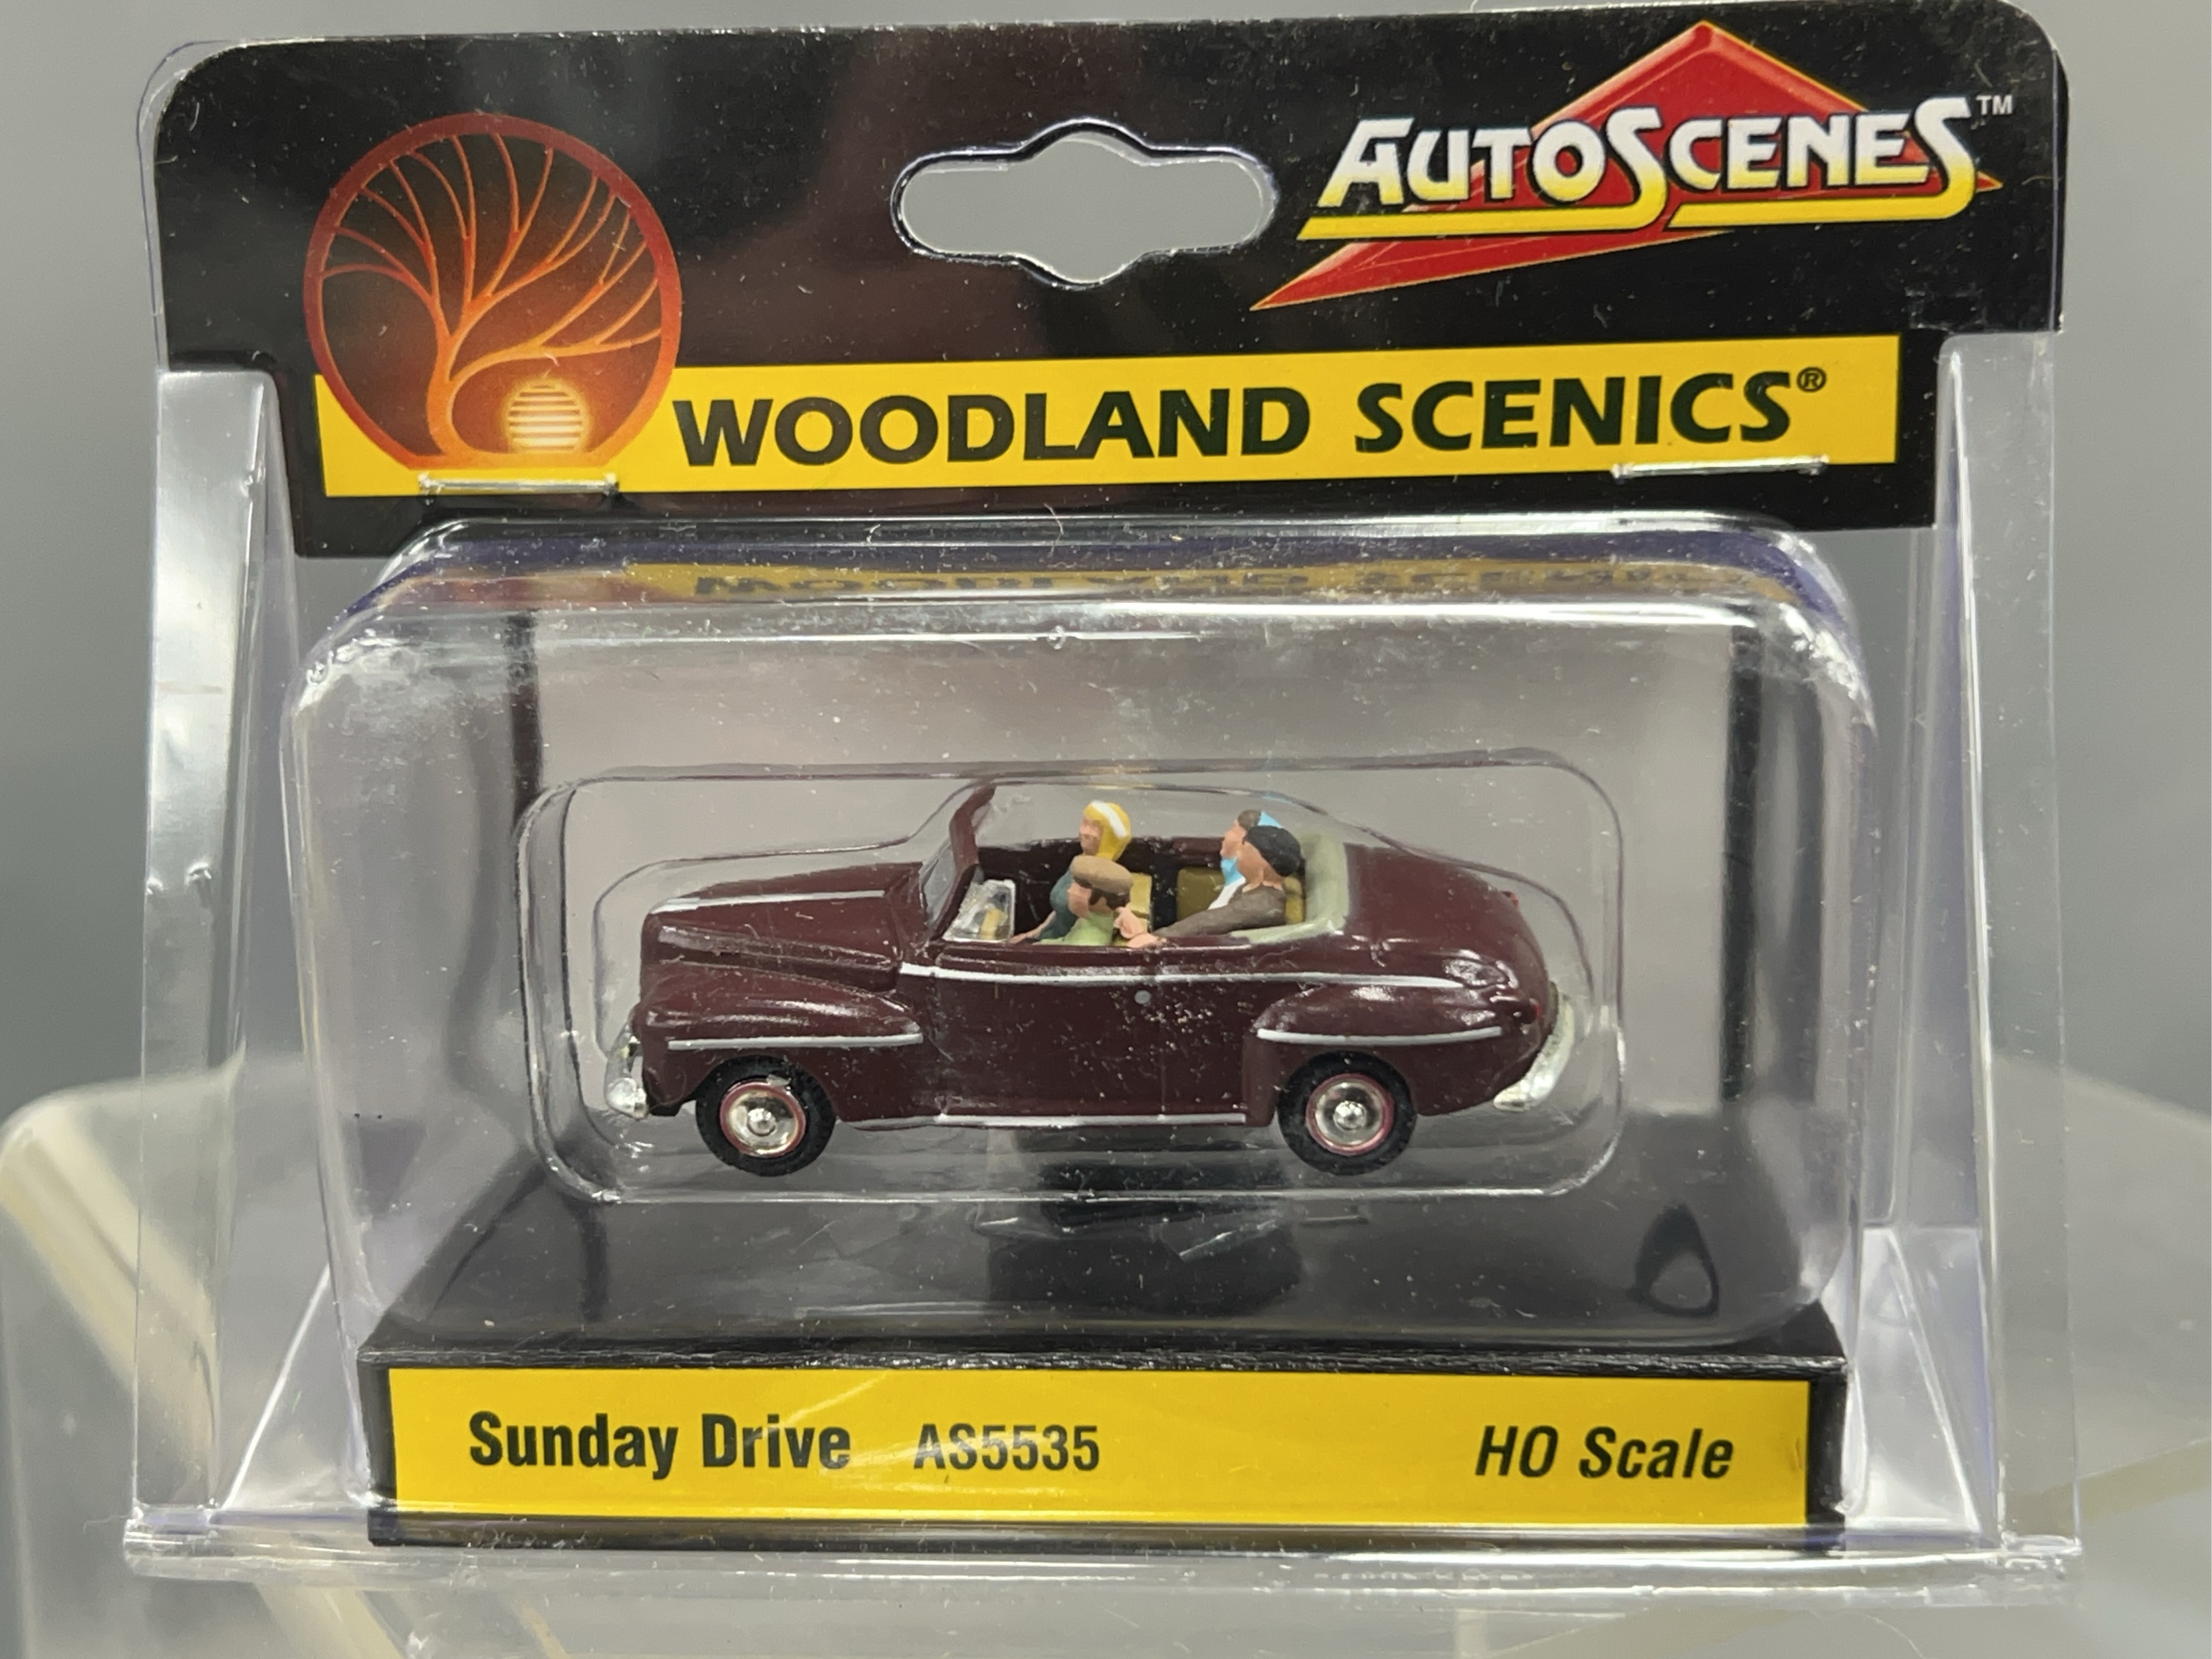 AUTOSCENES™
WOODLAND SCENICS®
Sunday Drive AS5535 HO Scale